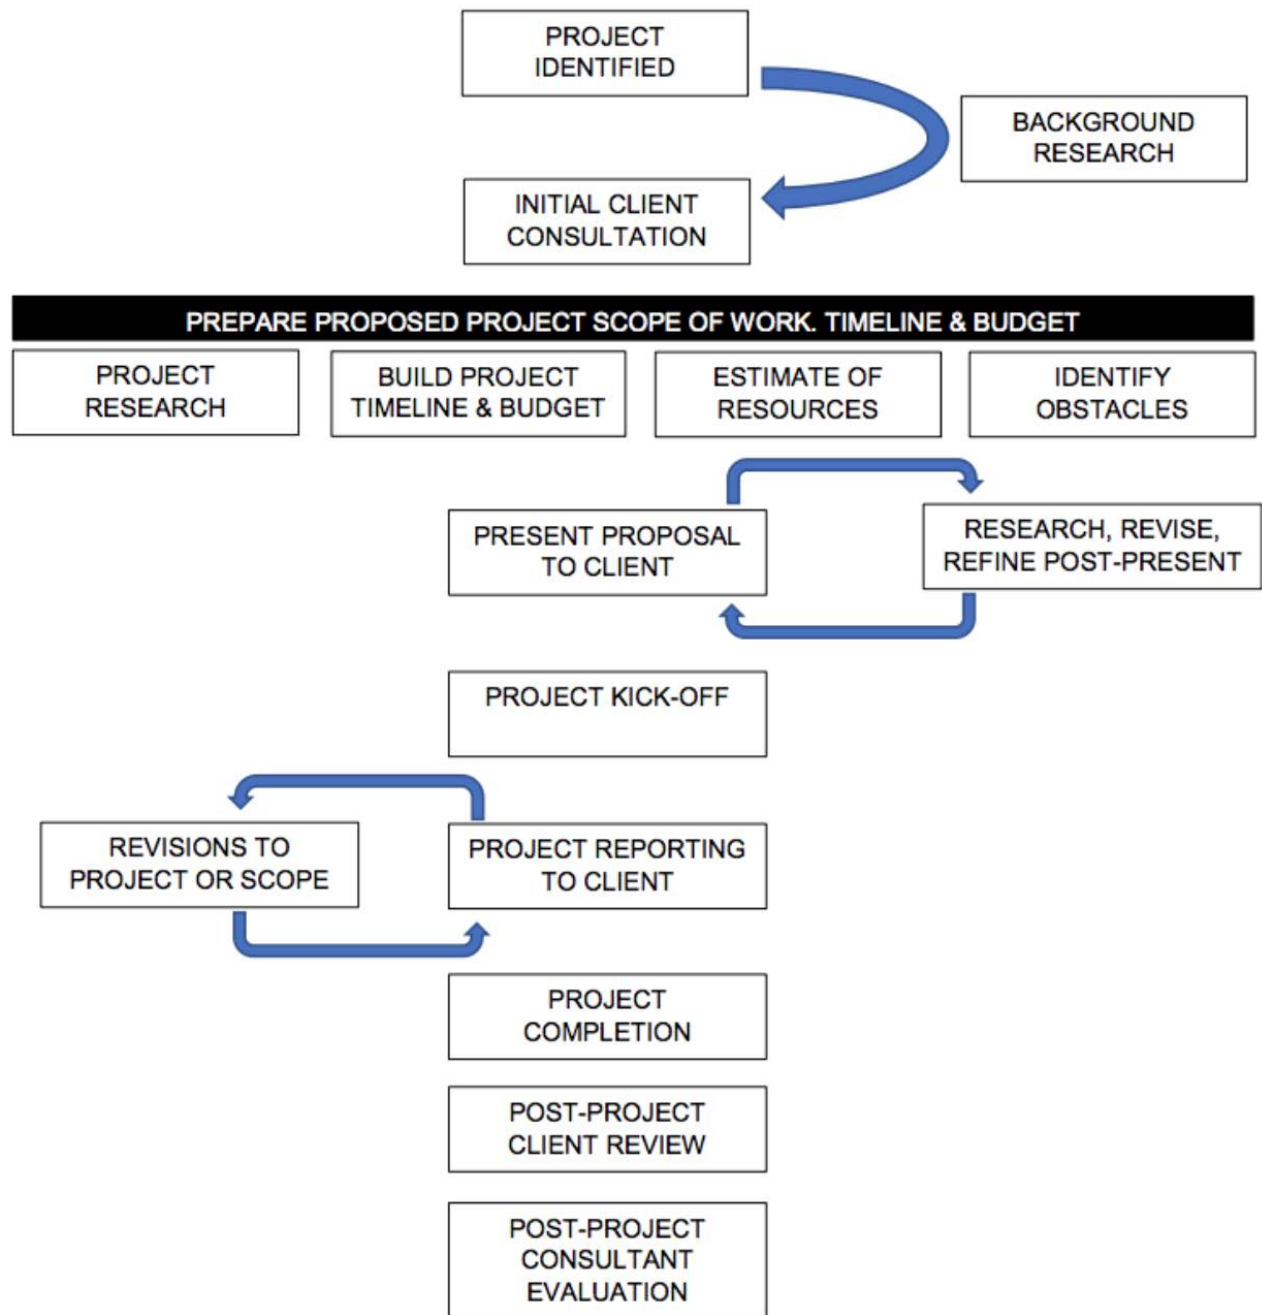 PROJECT
IDENTIFIED
BACKGROUND
RESEARCH
INITIAL CLIENT
CONSULTATION
PREPARE PROPOSED PROJECT SCOPE OF WORK. TIMELINE & BUDGET
PROJECT
RESEARCH
BUILD PROJECT
TIMELINE & BUDGET
ESTIMATE OF
RESOURCES
IDENTIFY
OBSTACLES
PRESENT PROPOSAL
TO CLIENT
RESEARCH, REVISE,
REFINE POST-PRESENT
PROJECT KICK-OFF
REVISIONS TO
PROJECT OR SCOPE
PROJECT REPORTING
TO CLIENT
PROJECT
COMPLETION
POST-PROJECT
CLIENT REVIEW
POST-PROJECT
CONSULTANT
EVALUATION